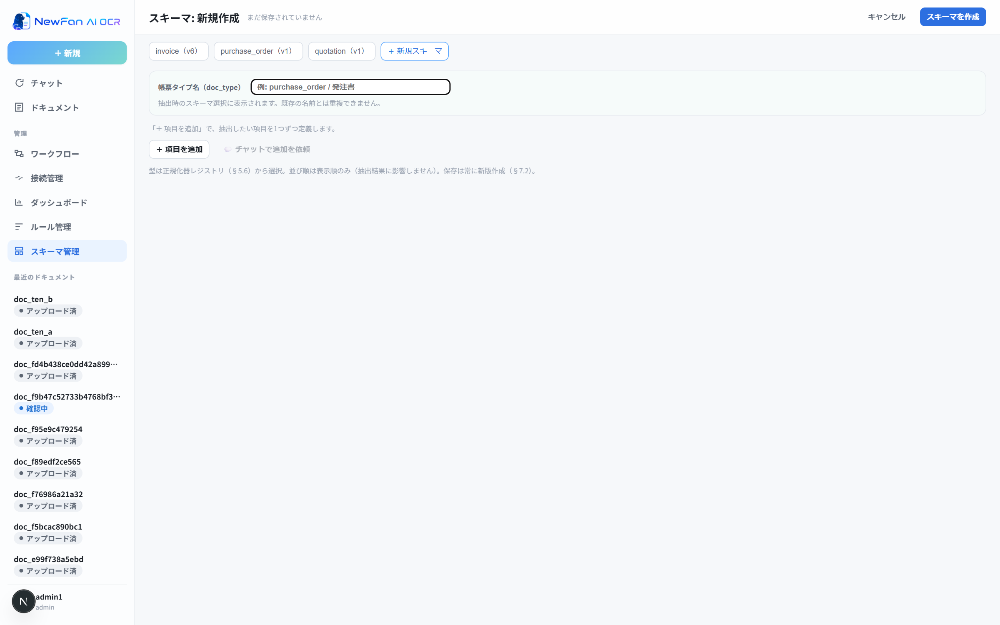 NewFan AI OCR
＋ 新規
チャット
ドキュメント
管理
ワークフロー
接続管理
ダッシュボード
ルール管理
スキーマ管理
最近のドキュメント
doc_ten_b
アップロード済
doc_ten_a
アップロード済
doc_fd4b438ce0dd42a899…
アップロード済
doc_f9b47c52733b4768bf3…
確認中
doc_f95e9c479254
アップロード済
doc_f89edf2ce565
アップロード済
doc_f76986a21a32
アップロード済
doc_f5bcac890bc1
アップロード済
doc_e99f738a5ebd
アップロード済
N
admin1
admin
スキーマ: 新規作成 まだ保存されていません
キャンセル スキーマを作成
invoice（v6） purchase_order（v1） quotation（v1） ＋ 新規スキーマ
帳票タイプ名（doc_type） 例: purchase_order / 発注書
抽出時のスキーマ選択に表示されます。既存の名前とは重複できません。
「＋ 項目を追加」で、抽出したい項目を1つずつ定義します。
＋ 項目を追加 チャットで追加を依頼
型は正規化器レジストリ（§5.6）から選択。並び順は表示順のみ（抽出結果に影響しません）。保存は常に新版作成（§7.2）。